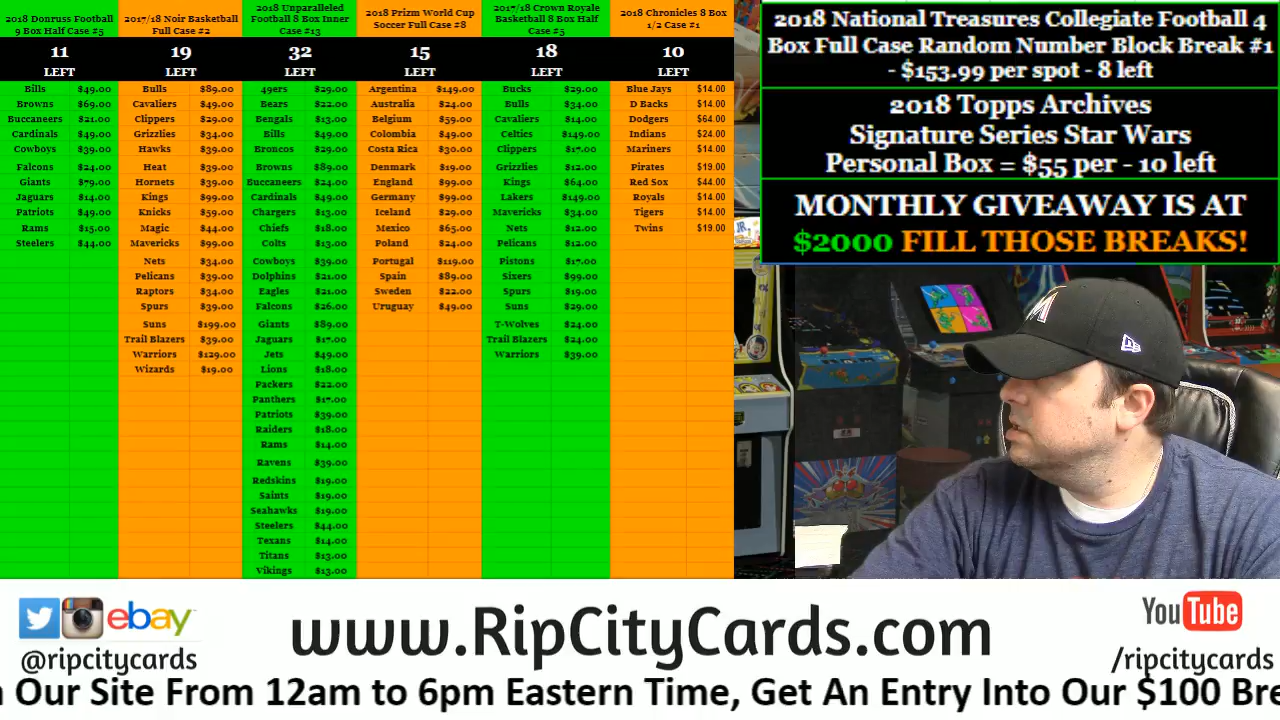 2018 Donruss Football
9 Box Half Case #5
11
LEFT
Bills $49.00
Browns $69.00
Buccaneers $21.00
Cardinals $49.00
Cowboys $39.00
Falcons $24.00
Giants $79.00
Jaguars $14.00
Patriots $49.00
Rams $15.00
Steelers $44.00
2017/18 Noir Basketball
Full Case #2
19
LEFT
Bulls $89.00
Cavaliers $49.00
Clippers $29.00
Grizzlies $34.00
Hawks $39.00
Heat $39.00
Hornets $39.00
Kings $99.00
Knicks $59.00
Magic $44.00
Mavericks $99.00
Nets $34.00
Pelicans $39.00
Raptors $34.00
Spurs $39.00
Suns $199.00
Trail Blazers $39.00
Warriors $129.00
Wizards $19.00
2018 Unparalleled
Football 8 Box Inner
Case #13
32
LEFT
49ers $29.00
Bears $22.00
Bengals $13.00
Bills $49.00
Broncos $29.00
Browns $89.00
Buccaneers $24.00
Cardinals $49.00
Chargers $13.00
Chiefs $18.00
Colts $13.00
Cowboys $39.00
Dolphins $21.00
Eagles $21.00
Falcons $26.00
Giants $89.00
Jaguars $17.00
Jets $49.00
Lions $18.00
Packers $22.00
Panthers $17.00
Patriots $39.00
Raiders $18.00
Rams $14.00
Ravens $39.00
Redskins $19.00
Saints $19.00
Seahawks $19.00
Steelers $44.00
Texans $14.00
Titans $13.00
Vikings $13.00
2018 Prizm World Cup
Soccer Full Case #8
15
LEFT
Argentina $149.00
Australia $24.00
Belgium $59.00
Colombia $49.00
Costa Rica $30.00
Denmark $19.00
England $99.00
Germany $99.00
Iceland $29.00
Mexico $65.00
Poland $24.00
Portugal $119.00
Spain $89.00
Sweden $22.00
Uruguay $49.00
2017/18 Crown Royale
Basketball 8 Box Half
Case #5
18
LEFT
Bucks $29.00
Bulls $34.00
Cavaliers $14.00
Celtics $149.00
Clippers $17.00
Grizzlies $12.00
Kings $64.00
Lakers $149.00
Mavericks $34.00
Nets $12.00
Pelicans $12.00
Pistons $17.00
Sixers $99.00
Spurs $19.00
Suns $29.00
T-Wolves $24.00
Trail Blazers $24.00
Warriors $39.00
2018 Chronicles 8 Box
1/2 Case #1
10
LEFT
Blue Jays $14.00
D Backs $14.00
Dodgers $64.00
Indians $24.00
Mariners $14.00
Pirates $19.00
Red Sox $44.00
Royals $14.00
Tigers $14.00
Twins $19.00
2018 National Treasures Collegiate Football 4
Box Full Case Random Number Block Break #1
- $153.99 per spot - 8 left
2018 Topps Archives
Signature Series Star Wars
Personal Box = $55 per - 10 left
MONTHLY GIVEAWAY IS AT
$2000 FILL THOSE BREAKS!
ebay
@ripcitycards
www.RipCityCards.com
YouTube
/ripcitycards
Our Site From 12am to 6pm Eastern Time, Get An Entry Into Our $100